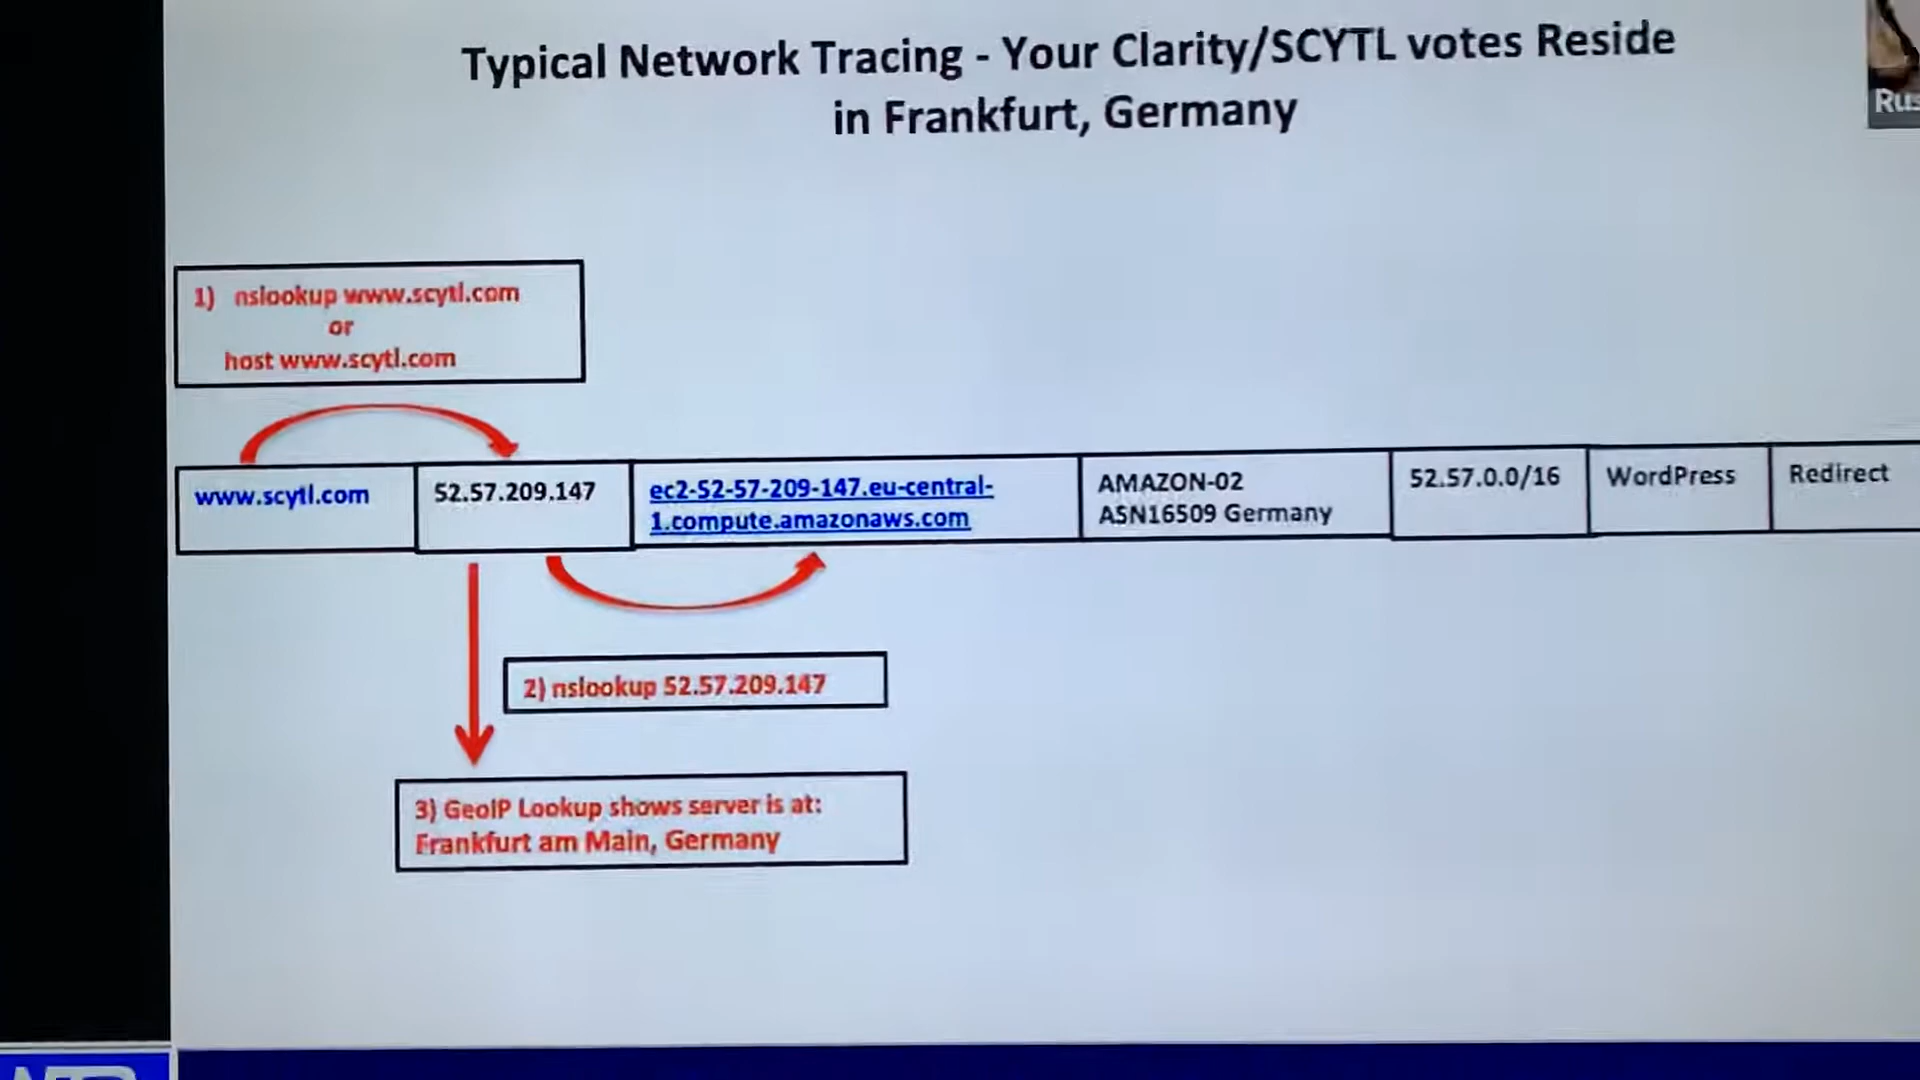 Typical Network Tracing - Your Clarity/SCYTL votes Reside
in Frankfurt, Germany
Rus
1) nslookup www.scytl.com
or
host www.scytl.com
www.scytl.com
52.57.209.147
ec2-52-57-209-147.eu-central-
1.compute.amazonaws.com
AMAZON-02
ASN16509 Germany
52.57.0.0/16
WordPress
Redirect
2) nslookup 52.57.209.147
3) GeoIP Lookup shows server is at:
Frankfurt am Main, Germany